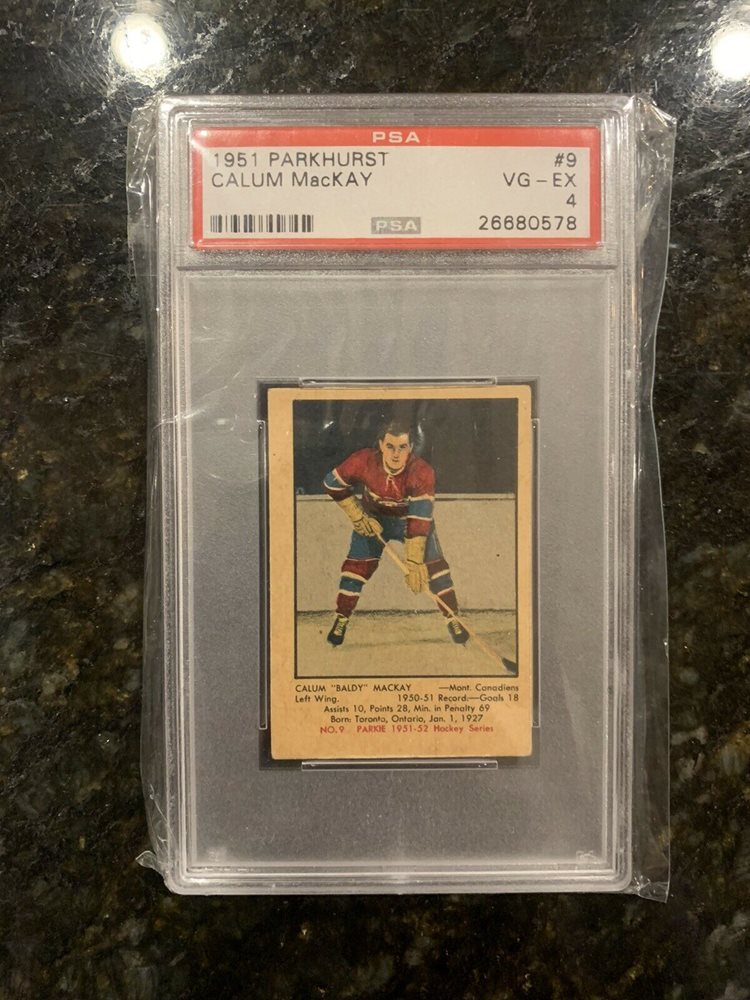 PSA
1951 PARKHURST #9
CALUM MacKAY VG - EX
4
PSA 26680578
CALUM "BALDY" MACKAY —Mont. Canadiens
Left Wing. 1950-51 Record.—Goals 18
Assists 10, Points 28, Min. in Penalty 69
Born: Toronto, Ontario, Jan. 1, 1927
NO.9 PARKIE 1951-52 Hockey Series